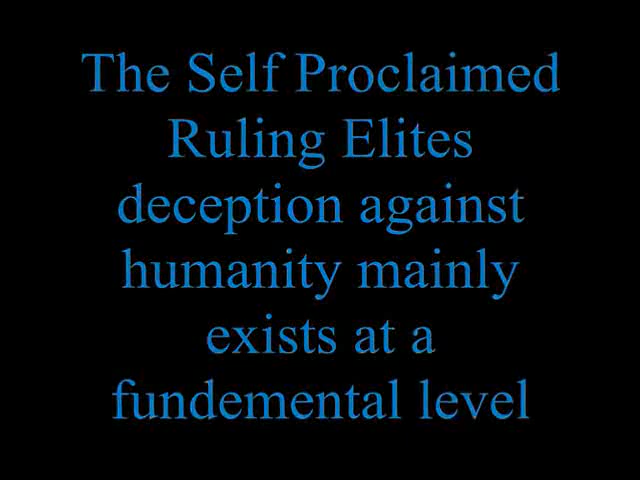 The Self Proclaimed
Ruling Elites
deception against
humanity mainly
exists at a
fundemental level